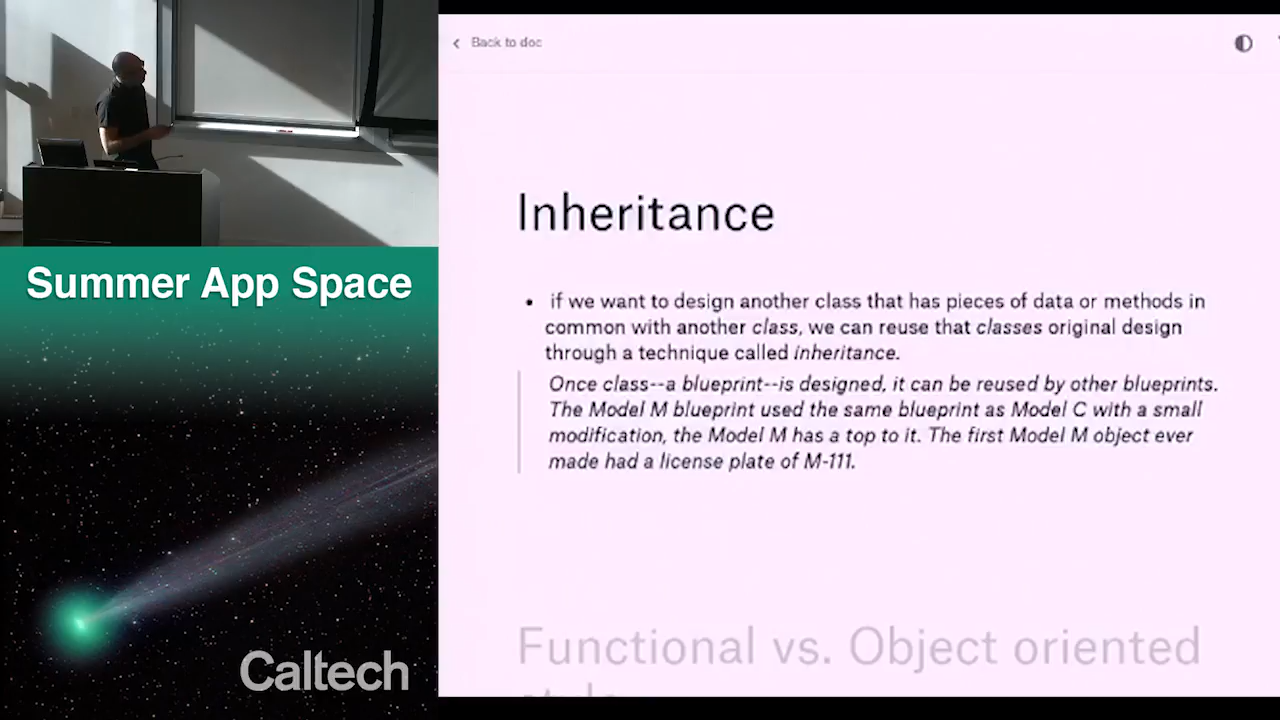 Back to doc
Inheritance
• if we want to design another class that has pieces of data or methods in
common with another class, we can reuse that classes original design
through a technique called inheritance.
Once class--a blueprint--is designed, it can be reused by other blueprints.
The Model M blueprint used the same blueprint as Model C with a small
modification, the Model M has a top to it. The first Model M object ever
made had a license plate of M-111.
Functional vs. Object oriented
Summer App Space
Caltech